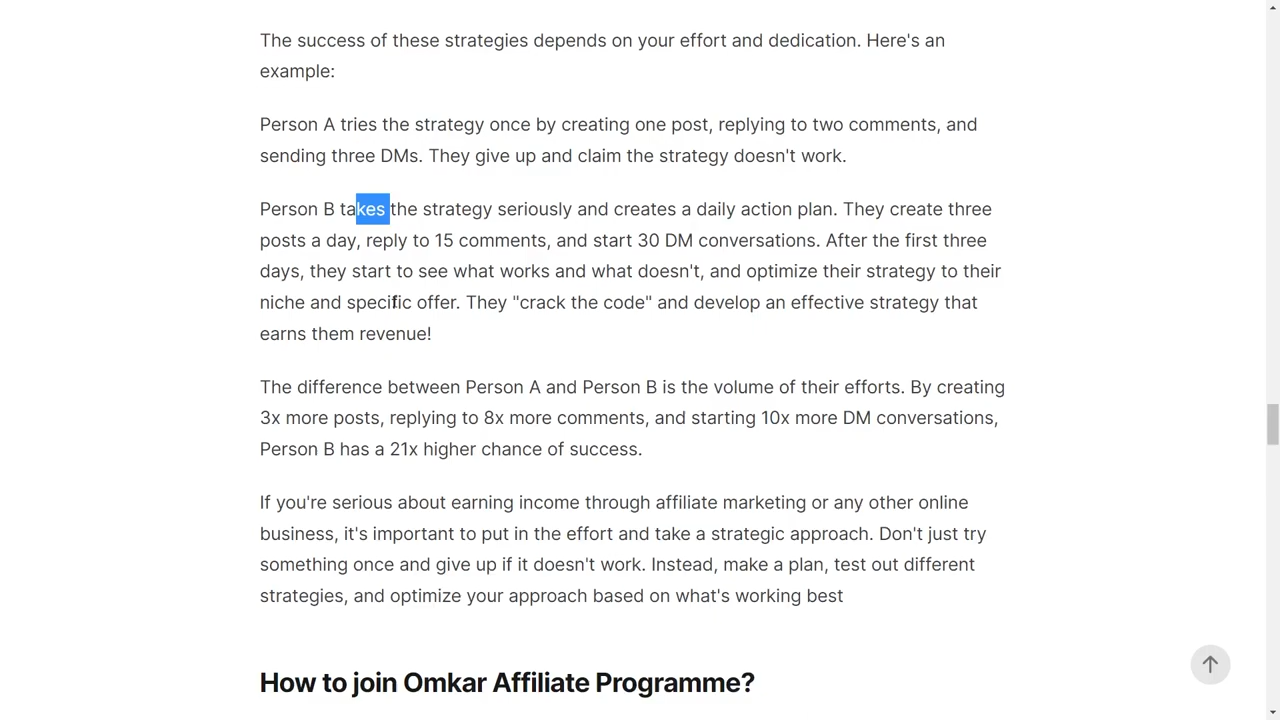 The success of these strategies depends on your effort and dedication. Here's an
example:
Person A tries the strategy once by creating one post, replying to two comments, and
sending three DMs. They give up and claim the strategy doesn't work.
Person B takes the strategy seriously and creates a daily action plan. They create three
posts a day, reply to 15 comments, and start 30 DM conversations. After the first three
days, they start to see what works and what doesn't, and optimize their strategy to their
niche and specific offer. They "crack the code" and develop an effective strategy that
earns them revenue!
The difference between Person A and Person B is the volume of their efforts. By creating
3x more posts, replying to 8x more comments, and starting 10x more DM conversations,
Person B has a 21x higher chance of success.
If you're serious about earning income through affiliate marketing or any other online
business, it's important to put in the effort and take a strategic approach. Don't just try
something once and give up if it doesn't work. Instead, make a plan, test out different
strategies, and optimize your approach based on what's working best
How to join Omkar Affiliate Programme?